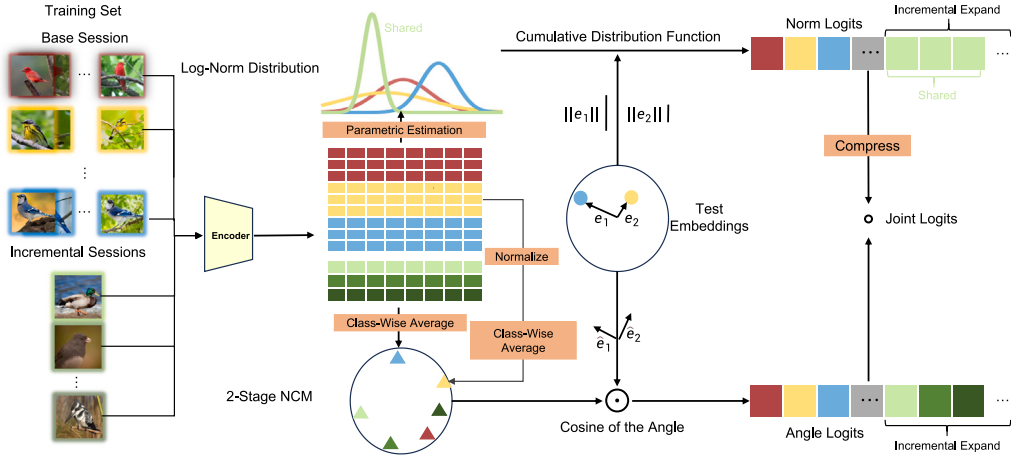 Training Set
Base Session
...
...
...
Incremental Sessions
...
Encoder
Log-Norm Distribution
Shared
Parametric Estimation
Normalize
Class-Wise Average
Class-Wise
Average
2-Stage NCM
Cumulative Distribution Function
||e₁|| ||e₂||
e₁ e₂
Test
Embeddings
ê₁ ê₂
Cosine of the Angle
Norm Logits
Incremental Expand
... ...
Shared
Compress
Joint Logits
... ...
Angle Logits
Incremental Expand